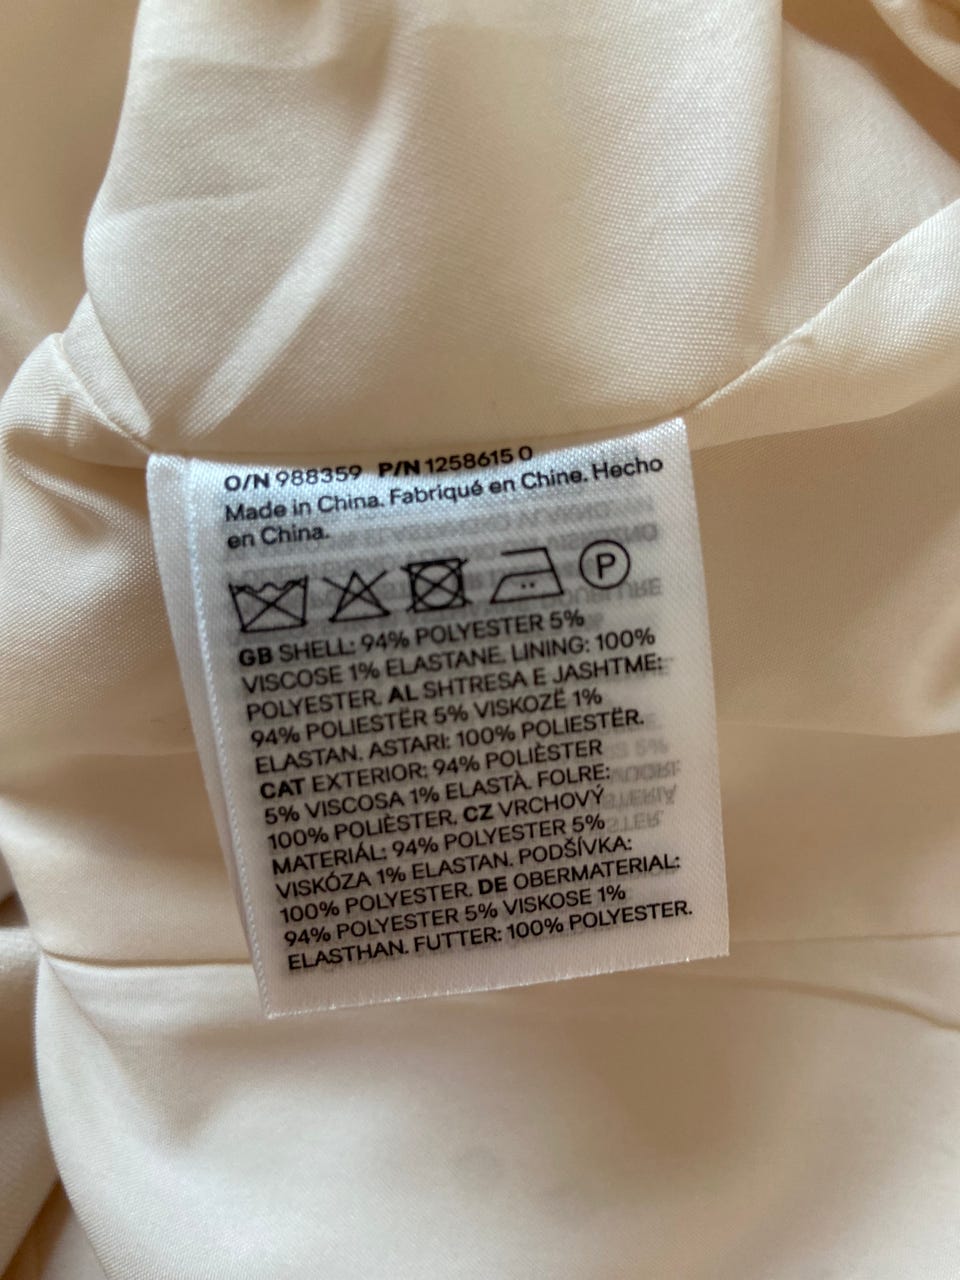 O/N 988359 P/N 1258615 0
Made in China. Fabriqué en Chine. Hecho
en China.
P
GB SHELL: 94% POLYESTER 5%
VISCOSE 1% ELASTANE. LINING: 100%
POLYESTER. AL SHTRESA E JASHTME:
94% POLIESTËR 5% VISKOZË 1%
ELASTAN. ASTARI: 100% POLIESTËR.
CAT EXTERIOR: 94% POLIÈSTER
5% VISCOSA 1% ELASTÀ. FOLRE:
100% POLIÈSTER. CZ VRCHOVÝ
MATERIÁL: 94% POLYESTER 5%
VISKÓZA 1% ELASTAN. PODŠÍVKA:
100% POLYESTER. DE OBERMATERIAL:
94% POLYESTER 5% VISKOSE 1%
ELASTHAN. FUTTER: 100% POLYESTER.